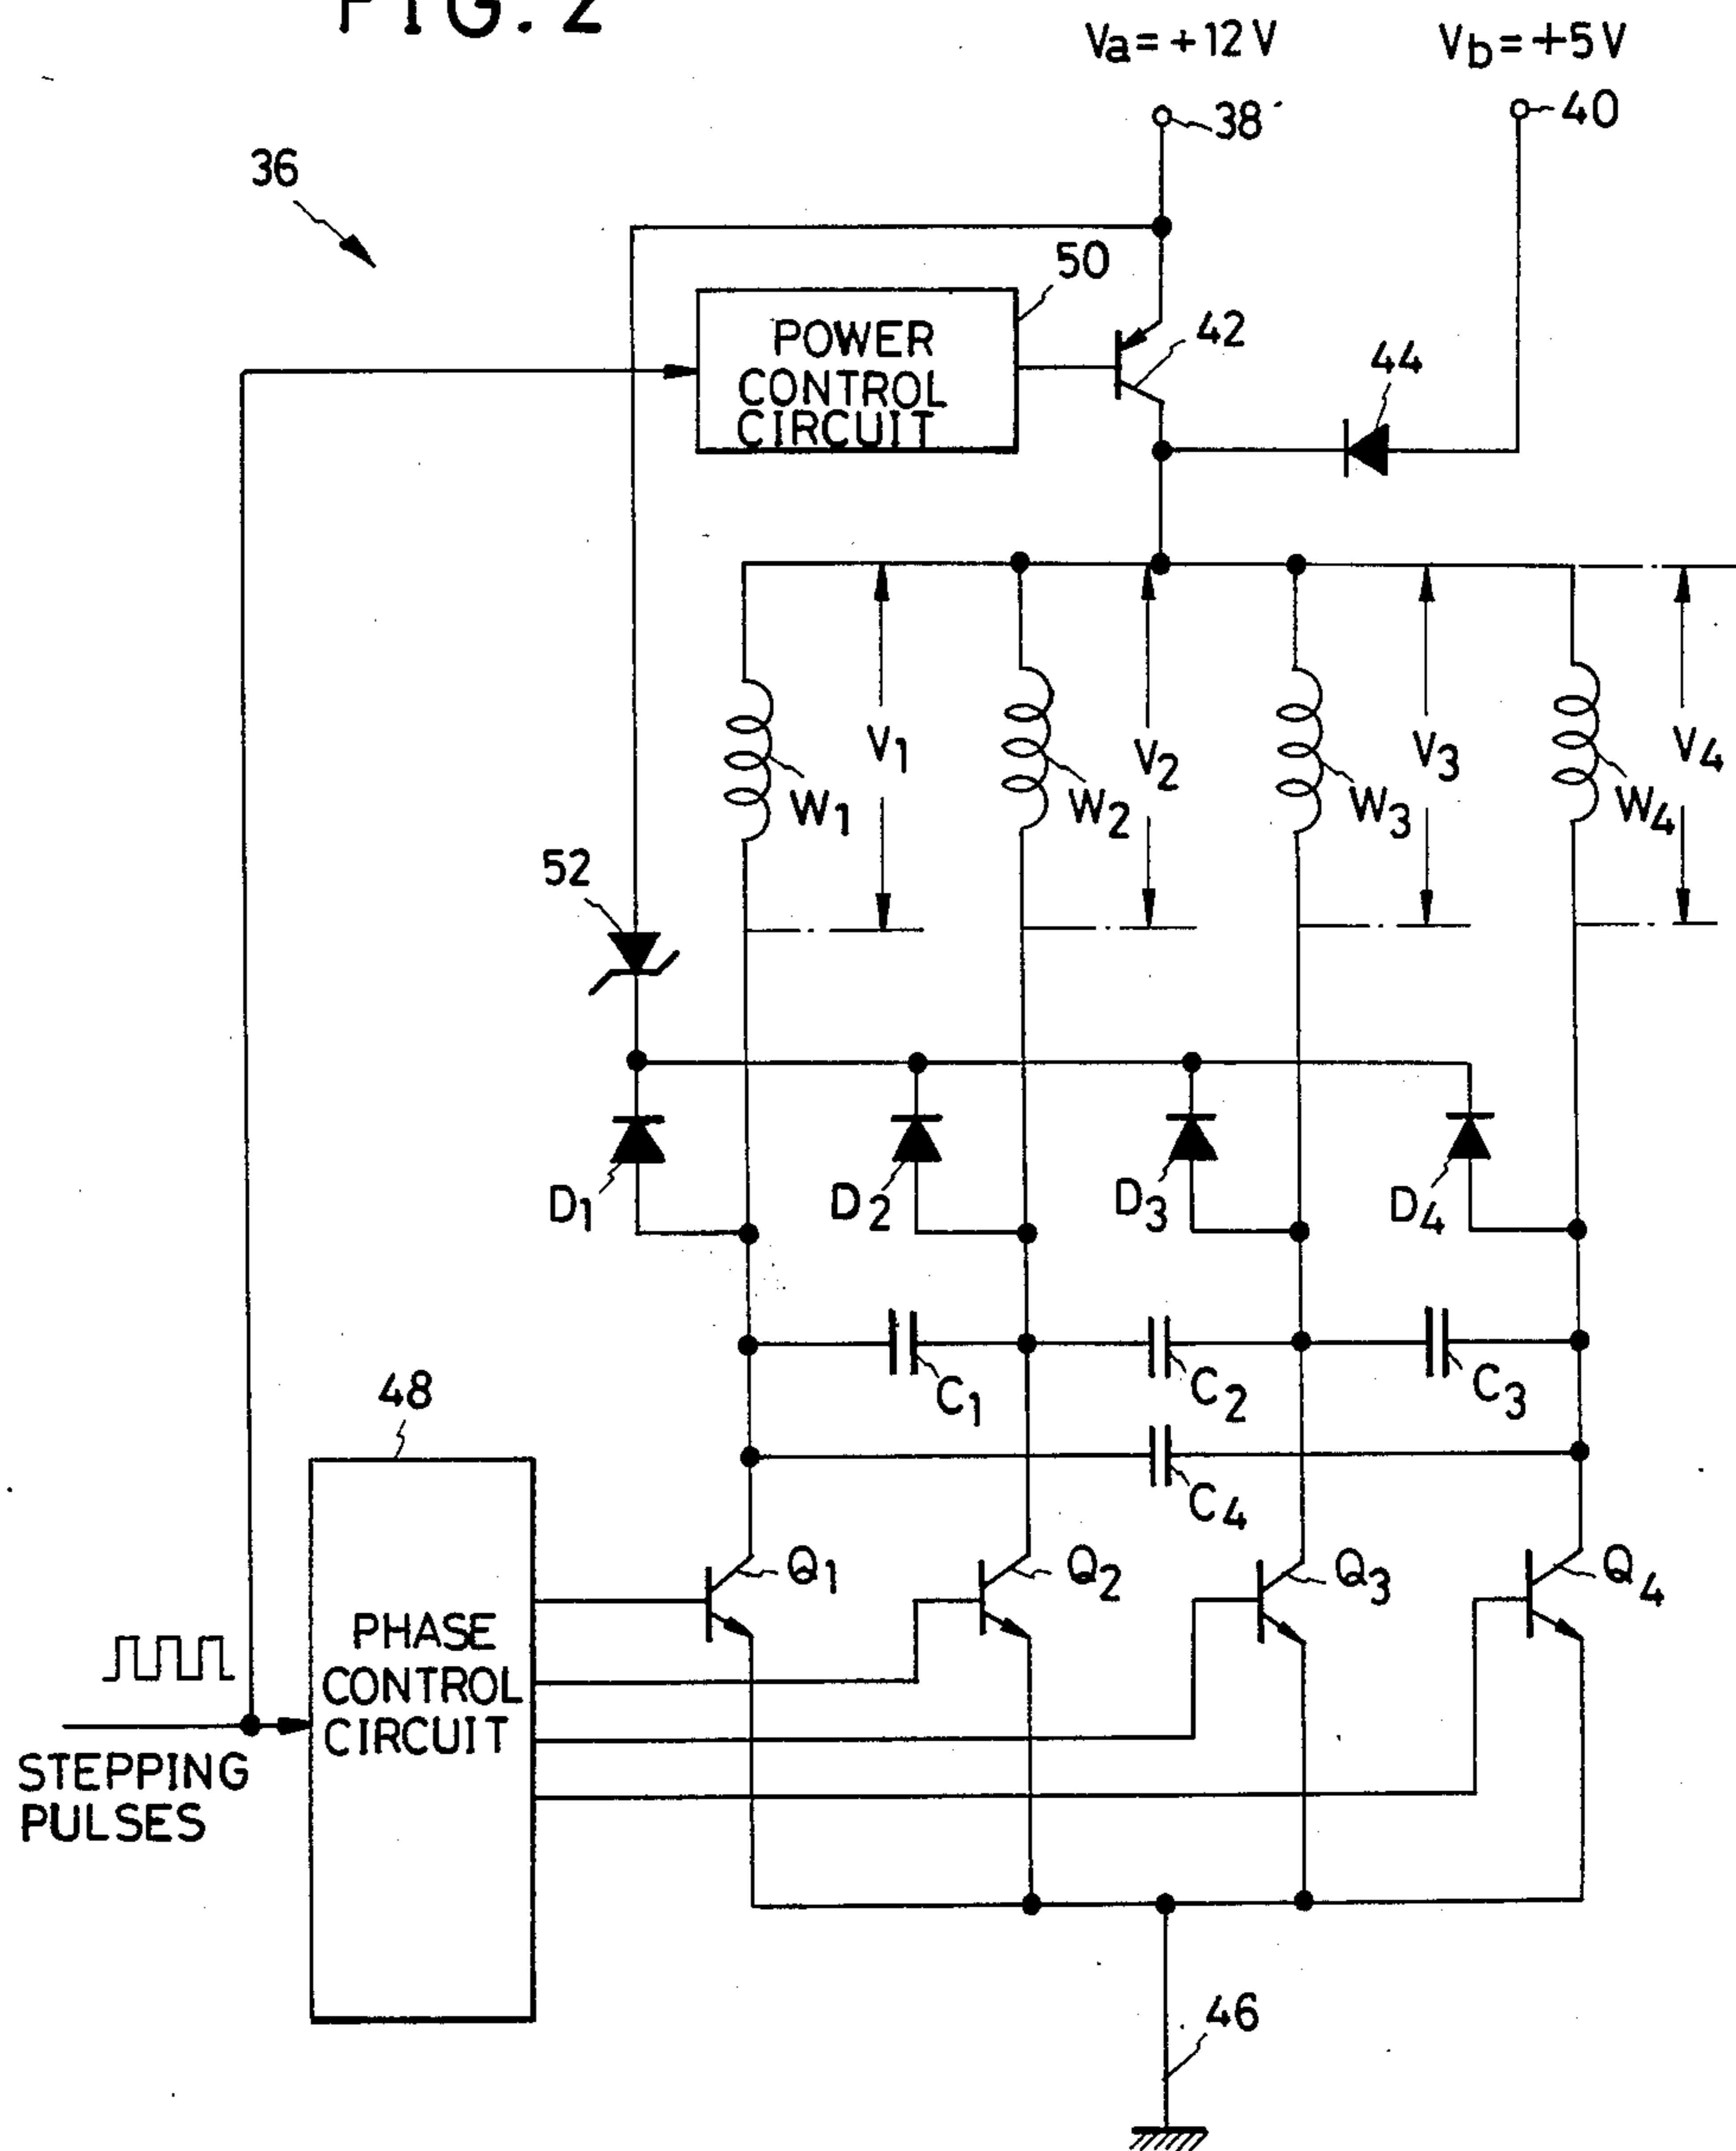 FIG. 2
Va = +12V
Vb = +5V
38
40
36
50
42
44
POWER
CONTROL
CIRCUIT
V1
V2
V3
V4
W1
W2
W3
W4
52
D1
D2
D3
D4
C1
C2
C3
48
C4
Q1
Q2
Q3
Q4
PHASE
CONTROL
CIRCUIT
STEPPING
PULSES
46